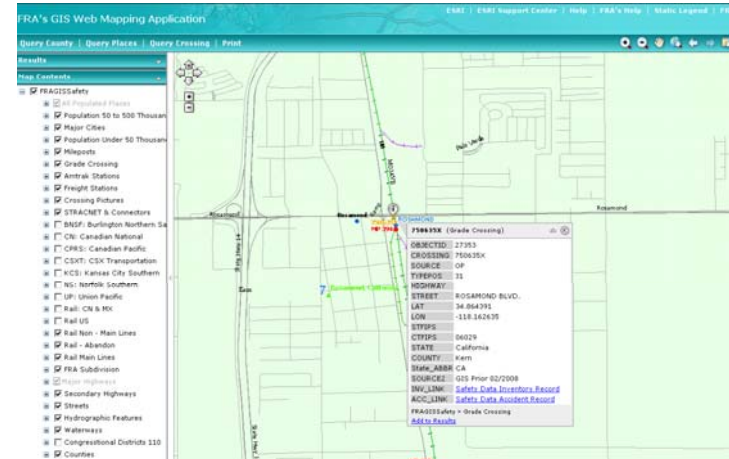 FRA's GIS Web Mapping Application
ESRI | ESRI Support Center | Help | FRA's Help | Static Legend |
Query County | Query Places | Query Crossing | Print
Results
Map Contents
FRAGISSafety
All Populated Places
Population 50 to 500 Thousan
Major Cities
Population Under 50 Thousan
Mileposts
Grade Crossing
Amtrak Stations
Freight Stations
Crossing Pictures
STRACNET & Connectors
BNSF: Burlington Northern Sa
CN: Canadian National
CPRS: Canadian Pacific
CSXT: CSX Transportation
KCS: Kansas City Southern
NS: Norfolk Southern
UP: Union Pacific
Rail: CN & MX
Rail US
Rail Non - Main Lines
Rail - Abandon
Rail Main Lines
FRA Subdivision
Major Highways
Secondary Highways
Streets
Hydrographic Features
Waterways
Congresstional Districts 110
Counties
MOJAVE
Rosamond
Rosamond
ROSAMOND
Rosamond
750635X (Grade Crossing)
OBJECTID 27353
CROSSING 750635X
SOURCE OP
TYPEPOS 31
HIGHWAY
STREET ROSAMOND BLVD.
LAT 34.864391
LON -118.162635
STFIPS
CTFIPS 06029
STATE California
COUNTY Kern
State_ABBR CA
SOURCE2 GIS Prior 02/2008
INV_LINK Safety Data Inventory Record
ACC_LINK Safety Data Accident Record
FRAGISSafety > Grade Crossing
Add to Results